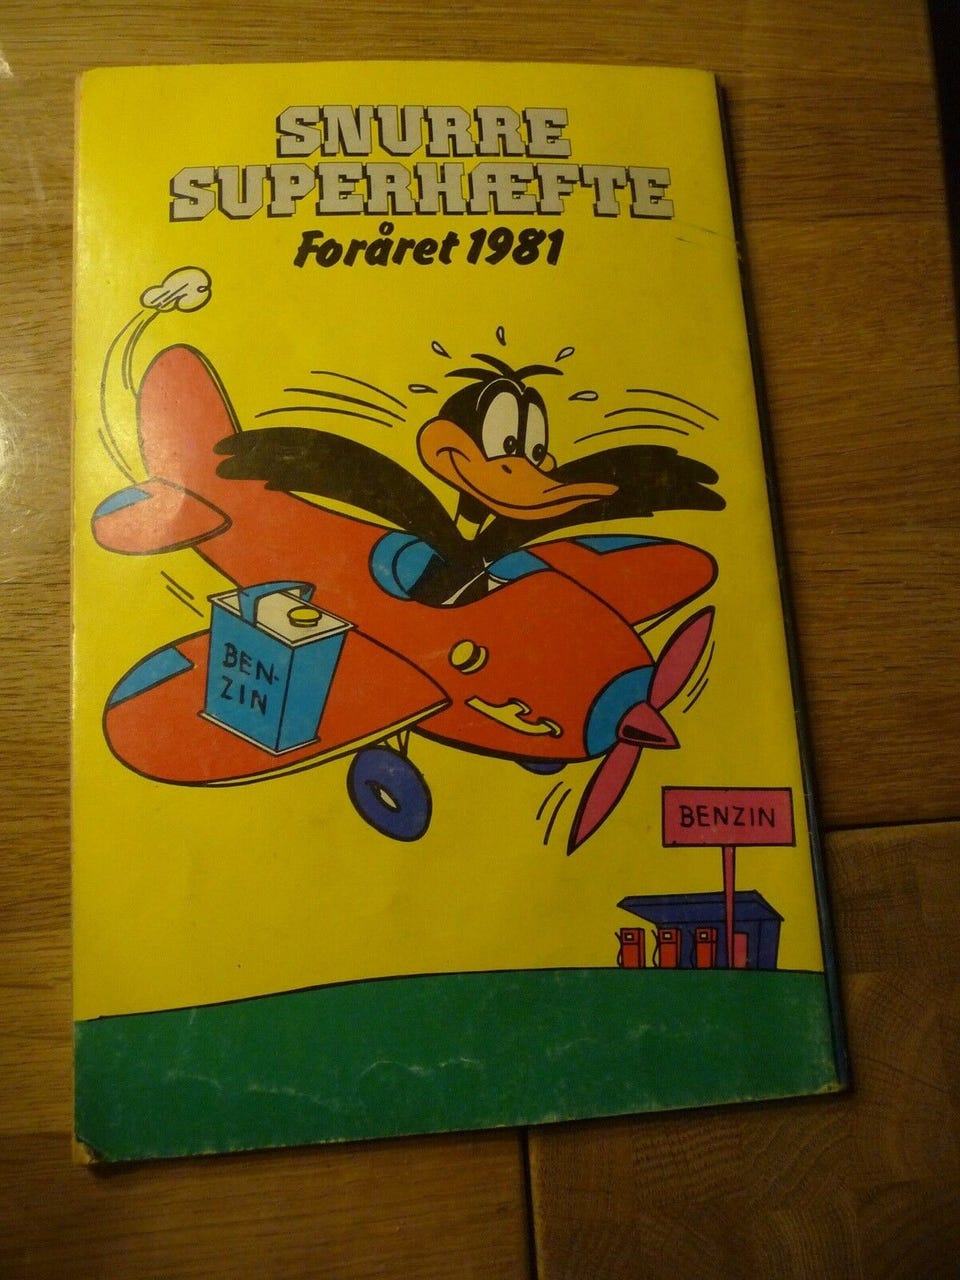 SNURRE
SUPERHÆFTE
Foråret 1981
BEN-
ZIN
BENZIN